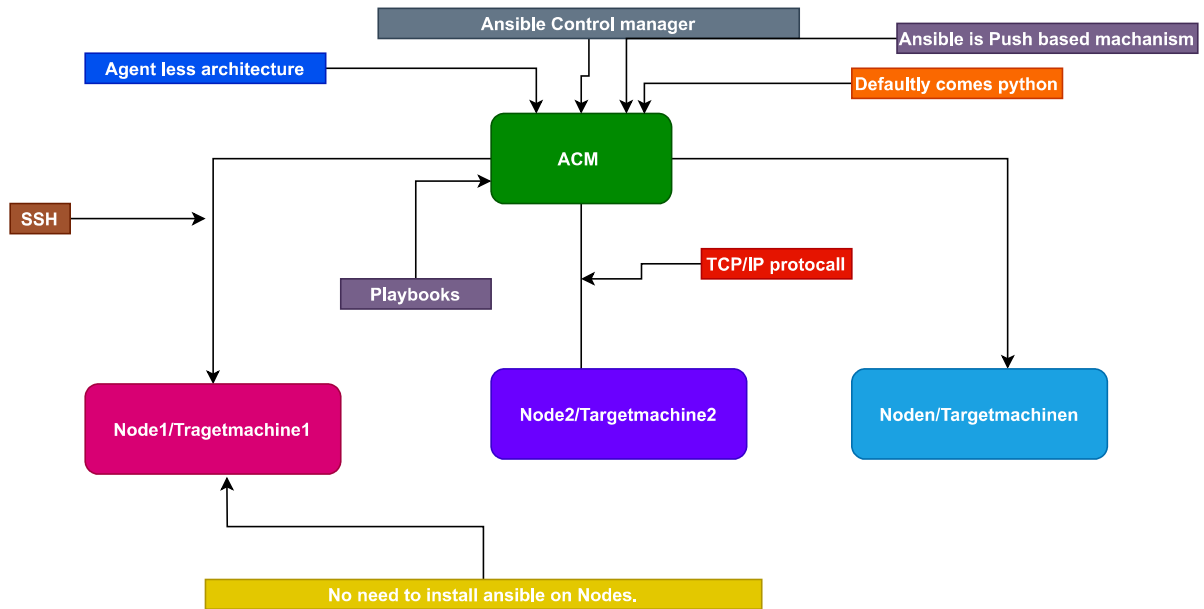 Ansible Control manager
Ansible is Push based machanism
Agent less architecture
Defaultly comes python
ACM
SSH
TCP/IP protocall
Playbooks
Node1/Tragetmachine1
Node2/Targetmachine2
Noden/Targetmachinen
No need to install ansible on Nodes.